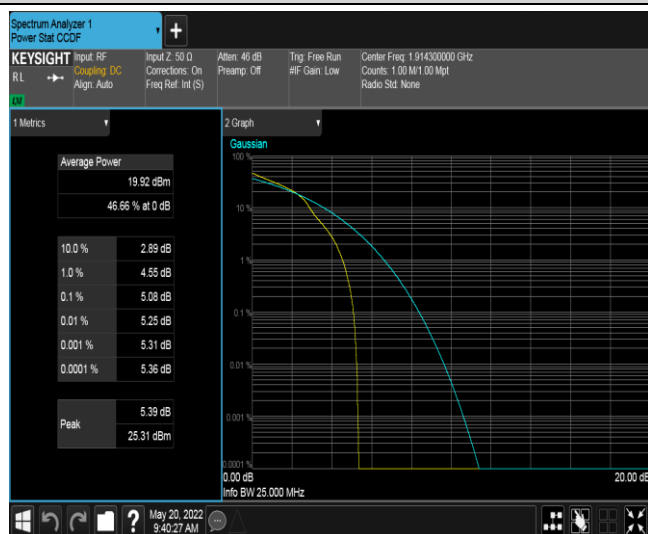 Spectrum Analyzer 1
Power Stat CCDF
KEYSIGHT
RL
LXI
Input: RF
Coupling: DC
Align: Auto
Input Z: 50 Ω
Corrections: On
Freq Ref: Int (S)
Atten: 46 dB
Preamp: Off
Trig: Free Run
#IF Gain: Low
Center Freq: 1.914300000 GHz
Counts: 1.00 M/1.00 Mpt
Radio Std: None
1 Metrics
Average Power
19.92 dBm
46.66 % at 0 dB
10.0 % 2.89 dB
1.0 % 4.55 dB
0.1 % 5.08 dB
0.01 % 5.25 dB
0.001 % 5.31 dB
0.0001 % 5.36 dB
Peak
5.39 dB
25.31 dBm
2 Graph
Gaussian
100 %
10 %
1 %
0.1 %
0.01 %
0.001 %
0.0001 %
0.00 dB 20.00 dB
Info BW 25.000 MHz
?
May 20, 2022
9:40:27 AM